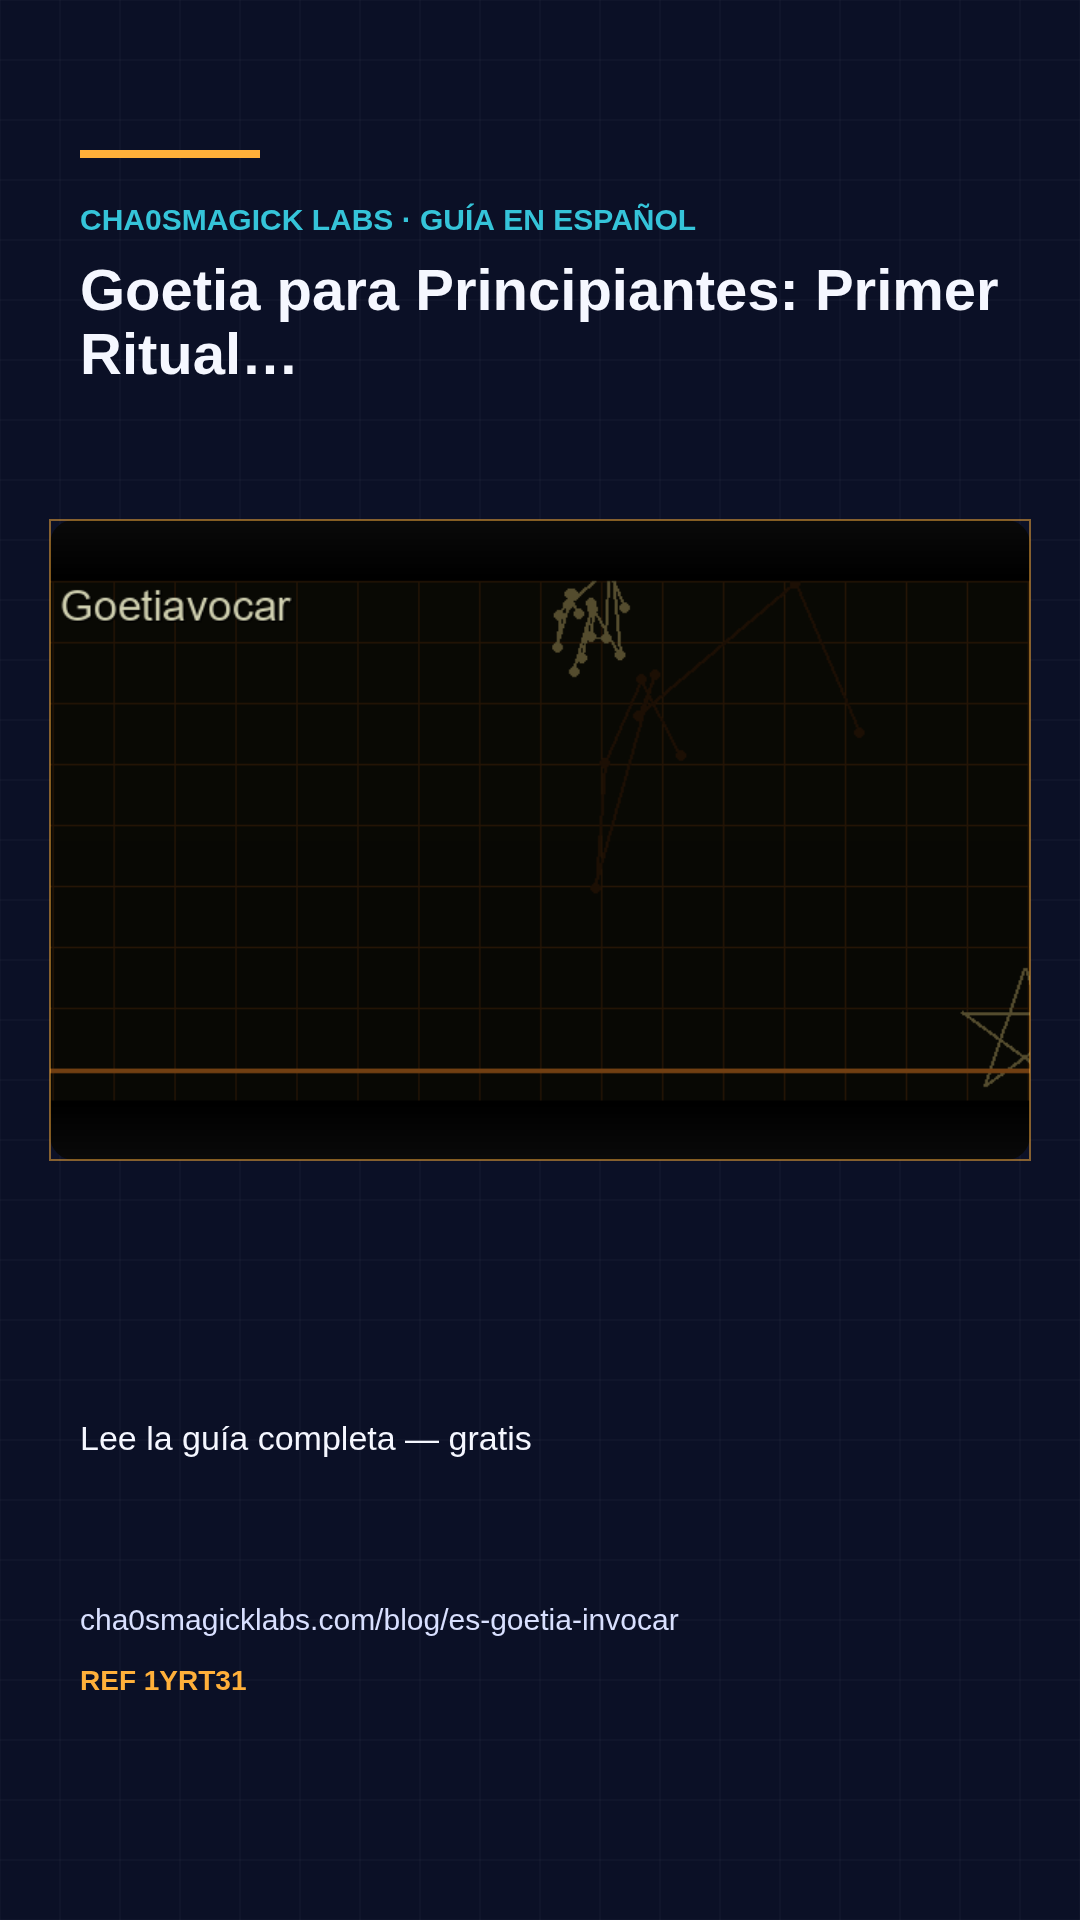 CHA0SMAGICK LABS · GUÍA EN ESPAÑOL
Goetia para Principiantes: Primer
Ritual…
Goetiavocar
Lee la guía completa — gratis
cha0smagicklabs.com/blog/es-goetia-invocar
REF 1YRT31